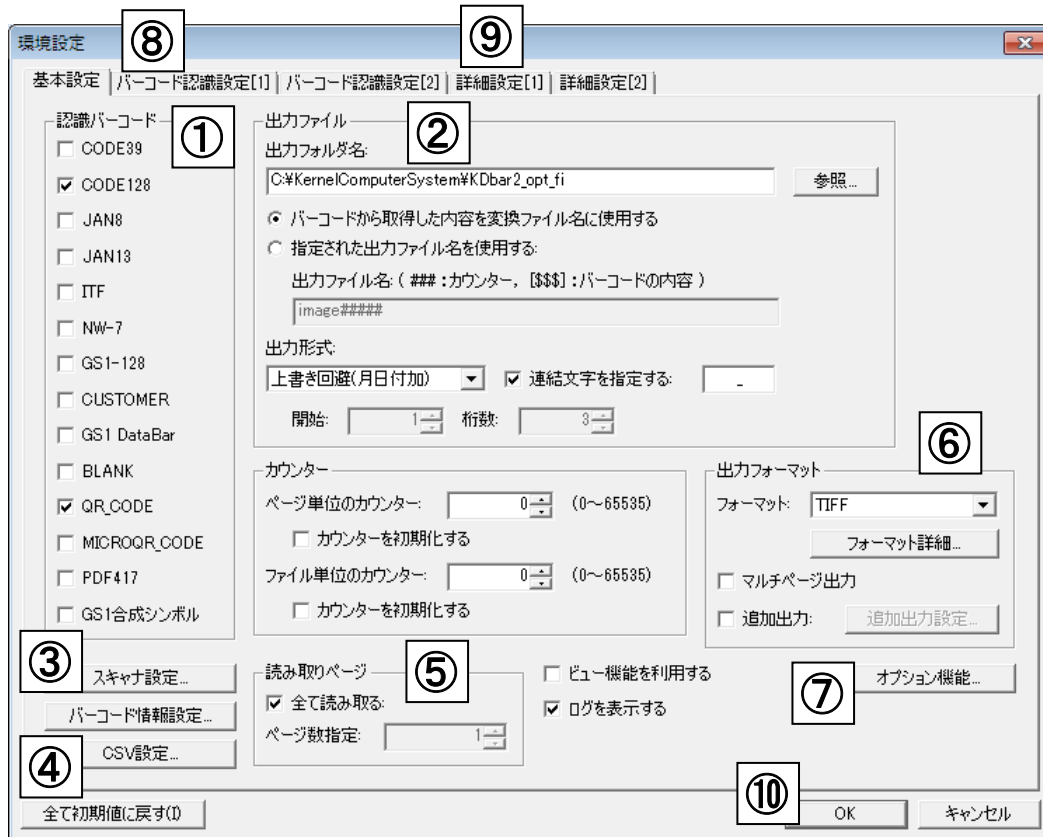 環境設定
⑧
⑨
基本設定 バーコード認識設定[1] バーコード認識設定[2] 詳細設定[1] 詳細設定[2]
認識バーコード
①
CODE39
CODE128
JAN8
JAN13
ITF
NW-7
GS1-128
CUSTOMER
GS1 DataBar
BLANK
QR_CODE
MICROQR_CODE
PDF417
GS1合成シンボル
出力ファイル
②
出力フォルダ名:
C:¥KernelComputerSystem¥KDbar2_opt_fi 参照...
バーコードから取得した内容を変換ファイル名に使用する
指定された出力ファイル名を使用する:
出力ファイル名: ( ### :カウンター, [$$$] :バーコードの内容 )
image#####
出力形式:
上書き回避(月日付加) 連結文字を指定する: _
開始: 1 桁数: 3
カウンター
ページ単位のカウンター: 0 (0～65535)
カウンターを初期化する
ファイル単位のカウンター: 0 (0～65535)
カウンターを初期化する
⑥
出力フォーマット
フォーマット: TIFF
フォーマット詳細...
マルチページ出力
追加出力: 追加出力設定...
③
スキャナ設定...
バーコード情報設定...
④
CSV設定...
⑤
読み取りページ
全て読み取る:
ページ数指定: 1
ビュー機能を利用する
ログを表示する
⑦
オプション機能...
全て初期値に戻す(I)
⑩
OK キャンセル